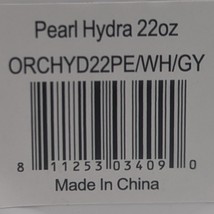 Pearl Hydra 22oz
ORCHYD22PE/WH/GY
8 11253 03409 0
Made In China